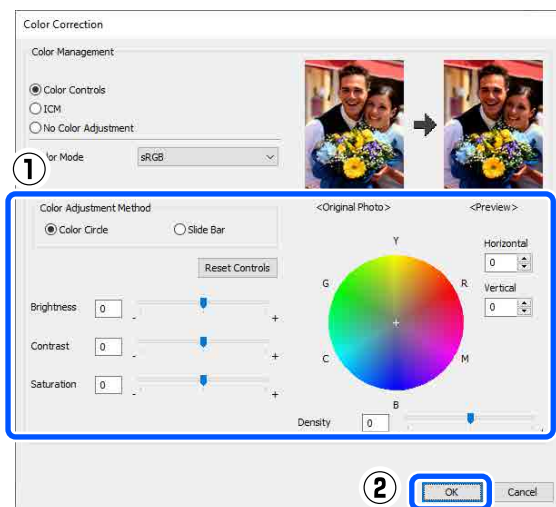 Color Correction
Color Management
Color Controls
ICM
No Color Adjustment
①
Color Mode sRGB
Color Adjustment Method
Color Circle Slide Bar
<Original Photo> <Preview>
Reset Controls
Y
G
R
C
M
B
Horizontal
0
Vertical
0
Brightness 0 - +
Contrast 0 - +
Saturation 0 - +
Density 0
②
OK Cancel